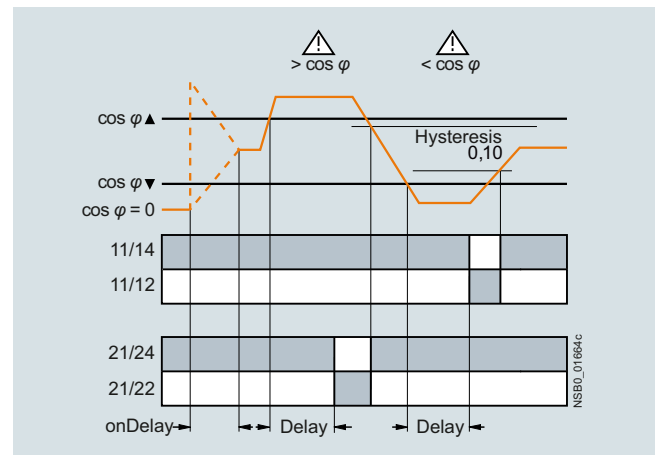 > cos φ
< cos φ
cos φ▲
Hysteresis
0,10
cos φ▼
cos φ = 0
11/14
11/12
21/24
21/22
onDelay
Delay
Delay
NSB0_01664c